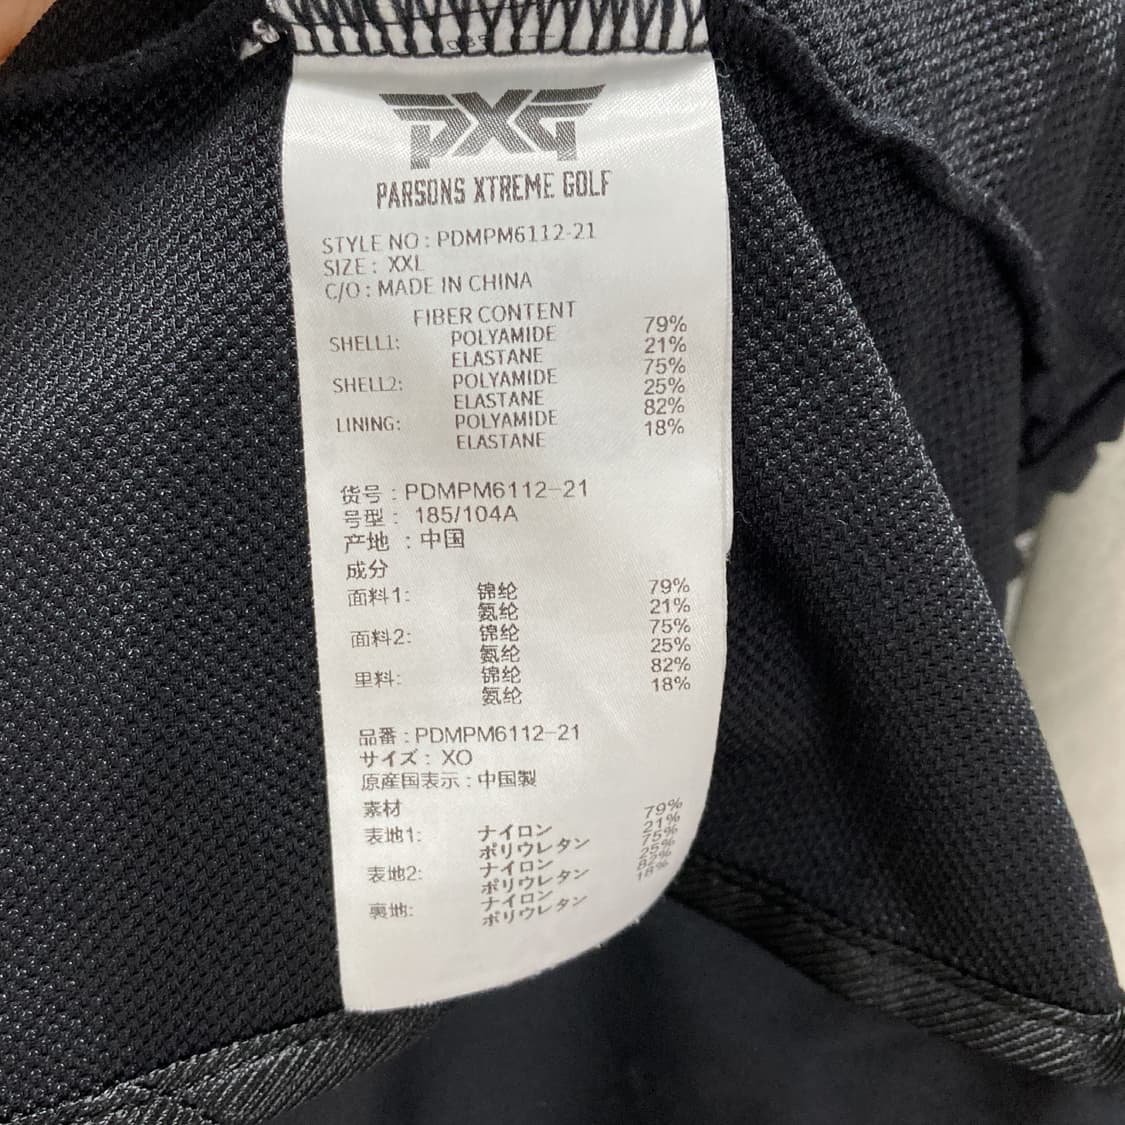 PXG
PARSONS XTREME GOLF
STYLE NO : PDMPM6112-21
SIZE : XXL
C/O : MADE IN CHINA
FIBER CONTENT
SHELL1: POLYAMIDE 79%
ELASTANE 21%
SHELL2: POLYAMIDE 75%
ELASTANE 25%
LINING: POLYAMIDE 82%
ELASTANE 18%
货号 : PDMPM6112-21
号型 : 185/104A
产地 : 中国
成分
面料1: 锦纶 79%
氨纶 21%
面料2: 锦纶 75%
氨纶 25%
里料: 锦纶 82%
氨纶 18%
品番 : PDMPM6112-21
サイズ : XO
原産国表示 : 中国製
素材
表地1: ナイロン 79%
ポリウレタン 21%
表地2: ナイロン 75%
ポリウレタン 25%
裏地: ナイロン 82%
ポリウレタン 18%